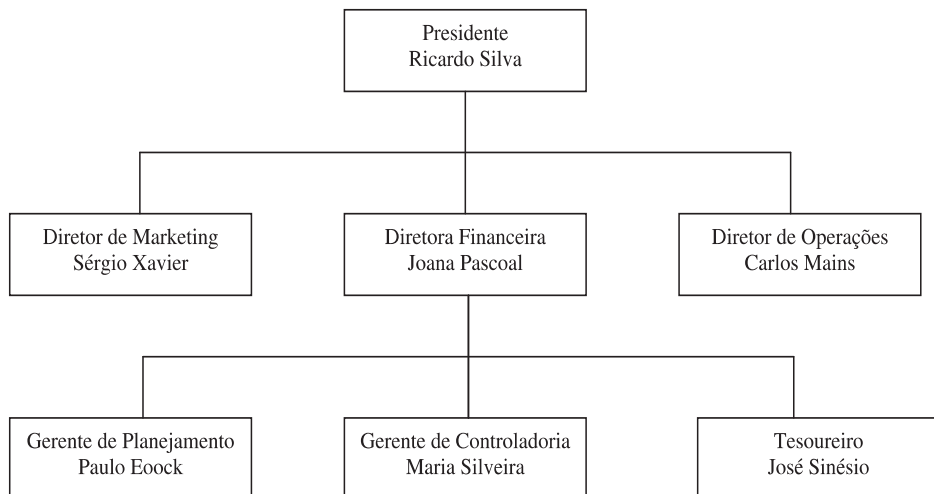 Presidente
Ricardo Silva
Diretor de Marketing
Sérgio Xavier
Diretora Financeira
Joana Pascoal
Diretor de Operações
Carlos Mains
Gerente de Planejamento
Paulo Eoock
Gerente de Controladoria
Maria Silveira
Tesoureiro
José Sinésio